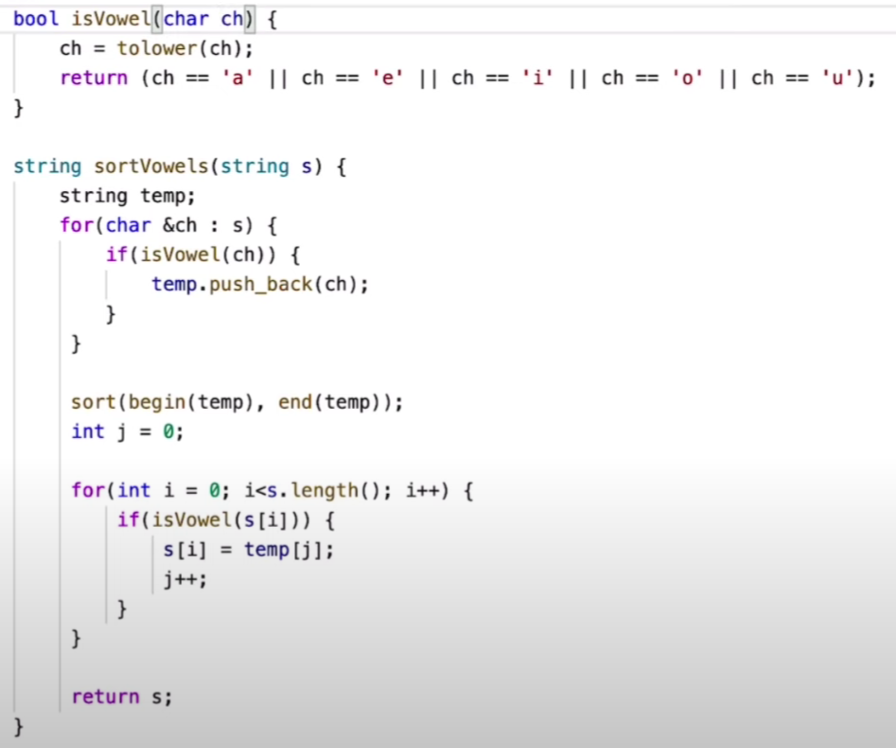 bool isVowel(char ch) {
    ch = tolower(ch);
    return (ch == 'a' || ch == 'e' || ch == 'i' || ch == 'o' || ch == 'u');
}

string sortVowels(string s) {
    string temp;
    for(char &ch : s) {
        if(isVowel(ch)) {
            temp.push_back(ch);
        }
    }

    sort(begin(temp), end(temp));
    int j = 0;

    for(int i = 0; i<s.length(); i++) {
        if(isVowel(s[i])) {
            s[i] = temp[j];
            j++;
        }
    }

    return s;
}